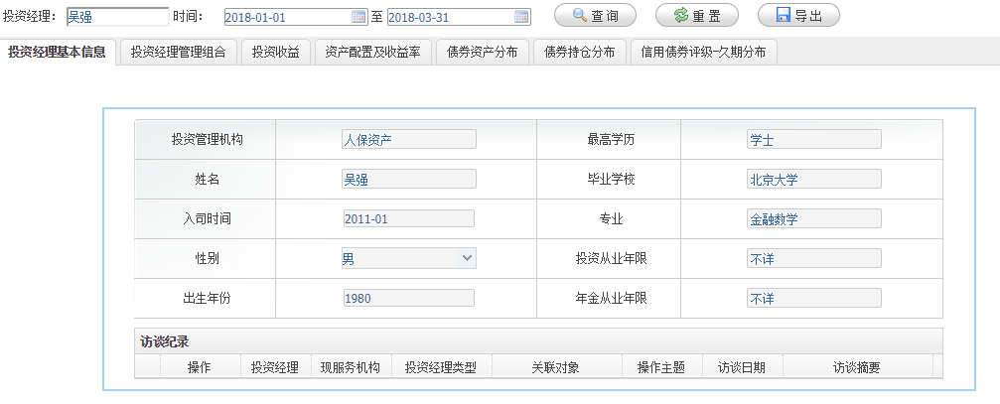 投资经理： 吴强 时间： 2018-01-01 至 2018-03-31 查询 重置 导出
投资经理基本信息 投资经理管理组合 投资收益 资产配置及收益率 债券资产分布 债券持仓分布 信用债券评级-久期分布
投资管理机构 人保资产 最高学历 学士
姓名 吴强 毕业学校 北京大学
入司时间 2011-01 专业 金融数学
性别 男 投资从业年限 不详
出生年份 1980 年金从业年限 不详
访谈纪录
操作 投资经理 现服务机构 投资经理类型 关联对象 操作主题 访谈日期 访谈摘要